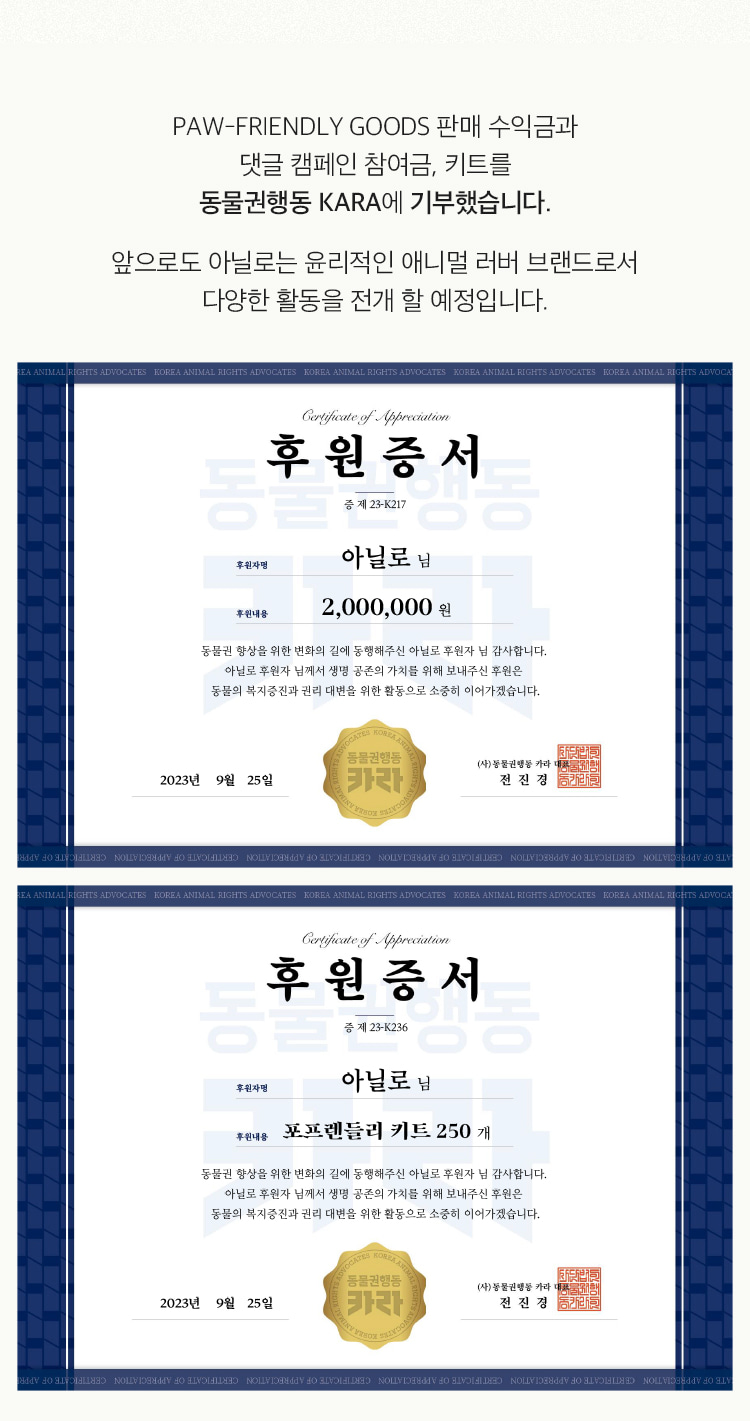 PAW-FRIENDLY GOODS 판매 수익금과
댓글 캠페인 참여금, 키트를
동물권행동 KARA에 기부했습니다.
앞으로도 아닐로는 윤리적인 애니멀 러버 브랜드로서
다양한 활동을 전개 할 예정입니다.
REA ANIMAL RIGHTS ADVOCATES KOREA ANIMAL RIGHTS ADVOCATES KOREA ANIMAL RIGHTS ADVOCATES KOREA ANIMAL RIGHTS ADVOCATES KOREA ANIMAL RIGHTS ADVOCA
Certificate of Appreciation
후원증서
동물권행동
카라
증 제 23-K217
후원자명 아닐로 님
후원내용 2,000,000 원
동물권 향상을 위한 변화의 길에 동행해주신 아닐로 후원자 님 감사합니다.
아닐로 후원자 님께서 생명 공존의 가치를 위해 보내주신 후원은
동물의 복지증진과 권리 대변을 위한 활동으로 소중히 이어가겠습니다.
2023년 9월 25일
KOREA ANIMAL RIGHTS ADVOCATES
동물권행동
카라
(사)동물권행동 카라 대표
전 진 경
CERTIFICATE OF APPRECIATION CERTIFICATE OF APPRECIATION CERTIFICATE OF APPRECIATION CERTIFICATE OF APPRECIATION
REA ANIMAL RIGHTS ADVOCATES KOREA ANIMAL RIGHTS ADVOCATES KOREA ANIMAL RIGHTS ADVOCATES KOREA ANIMAL RIGHTS ADVOCATES KOREA ANIMAL RIGHTS ADVOCA
Certificate of Appreciation
후원증서
동물권행동
카라
증 제 23-K236
후원자명 아닐로 님
후원내용 포프렌들리 키트 250 개
동물권 향상을 위한 변화의 길에 동행해주신 아닐로 후원자 님 감사합니다.
아닐로 후원자 님께서 생명 공존의 가치를 위해 보내주신 후원은
동물의 복지증진과 권리 대변을 위한 활동으로 소중히 이어가겠습니다.
2023년 9월 25일
KOREA ANIMAL RIGHTS ADVOCATES
동물권행동
카라
(사)동물권행동 카라 대표
전 진 경
CERTIFICATE OF APPRECIATION CERTIFICATE OF APPRECIATION CERTIFICATE OF APPRECIATION CERTIFICATE OF APPRECIATION